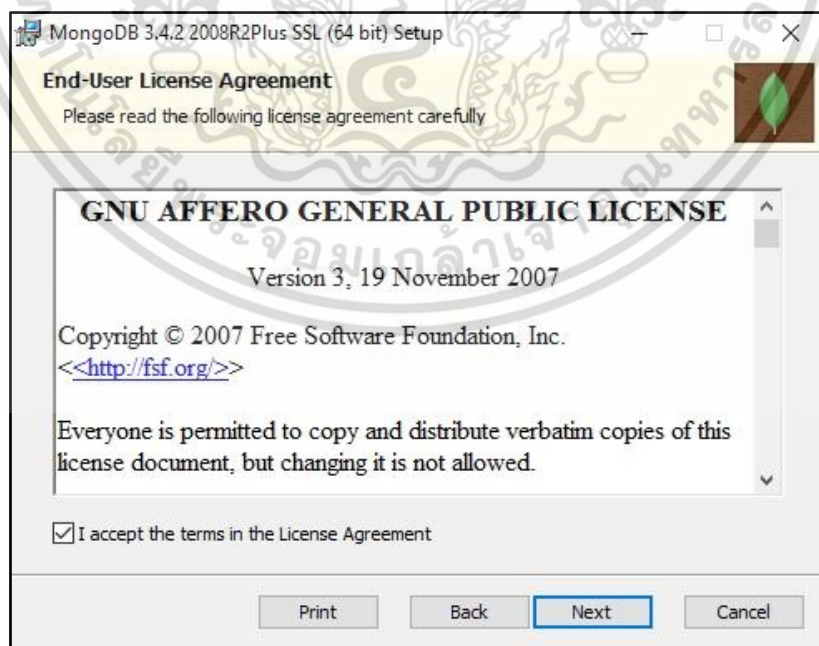 MongoDB 3.4.2 2008R2Plus SSL (64 bit) Setup
End-User License Agreement
Please read the following license agreement carefully
GNU AFFERO GENERAL PUBLIC LICENSE
Version 3, 19 November 2007
Copyright © 2007 Free Software Foundation, Inc.
<<http://fsf.org/>>
Everyone is permitted to copy and distribute verbatim copies of this
license document, but changing it is not allowed.
I accept the terms in the License Agreement
Print
Back
Next
Cancel